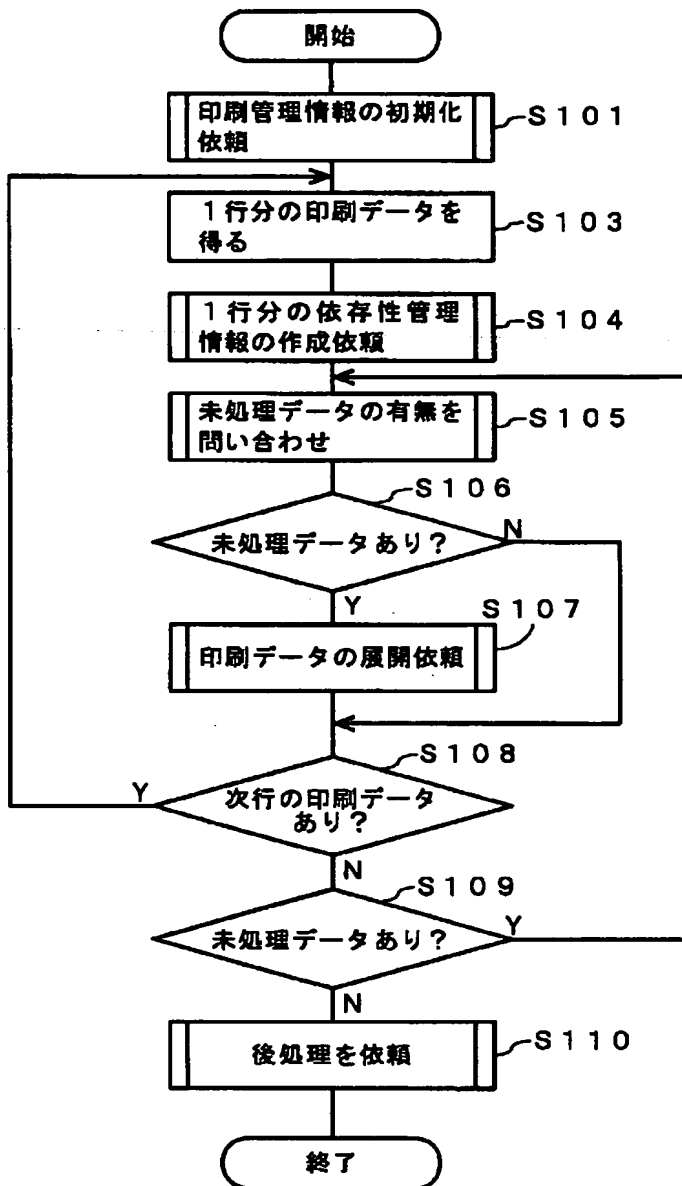 開始
印刷管理情報の初期化
依頼
S101
1行分の印刷データを
得る
S103
1行分の依存性管理
情報の作成依頼
S104
未処理データの有無を
問い合わせ
S105
S106
未処理データあり?
N
Y
S107
印刷データの展開依頼
S108
Y
次行の印刷データ
あり?
N
S109
未処理データあり?
Y
N
後処理を依頼
S110
終了